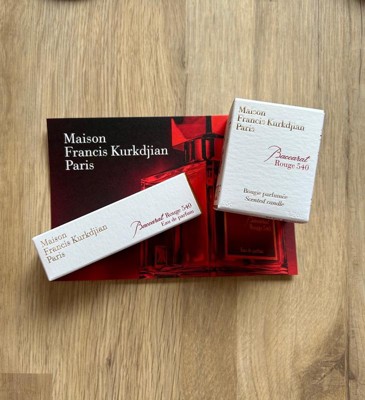 Maison
Francis Kurkdjian
Paris
Maison
Francis Kurkdjian
Paris
Baccarat
Rouge 540
Bougie parfumée
Scented candle
Maison
Francis Kurkdjian
Paris
Baccarat Rouge 540
Eau de parfum